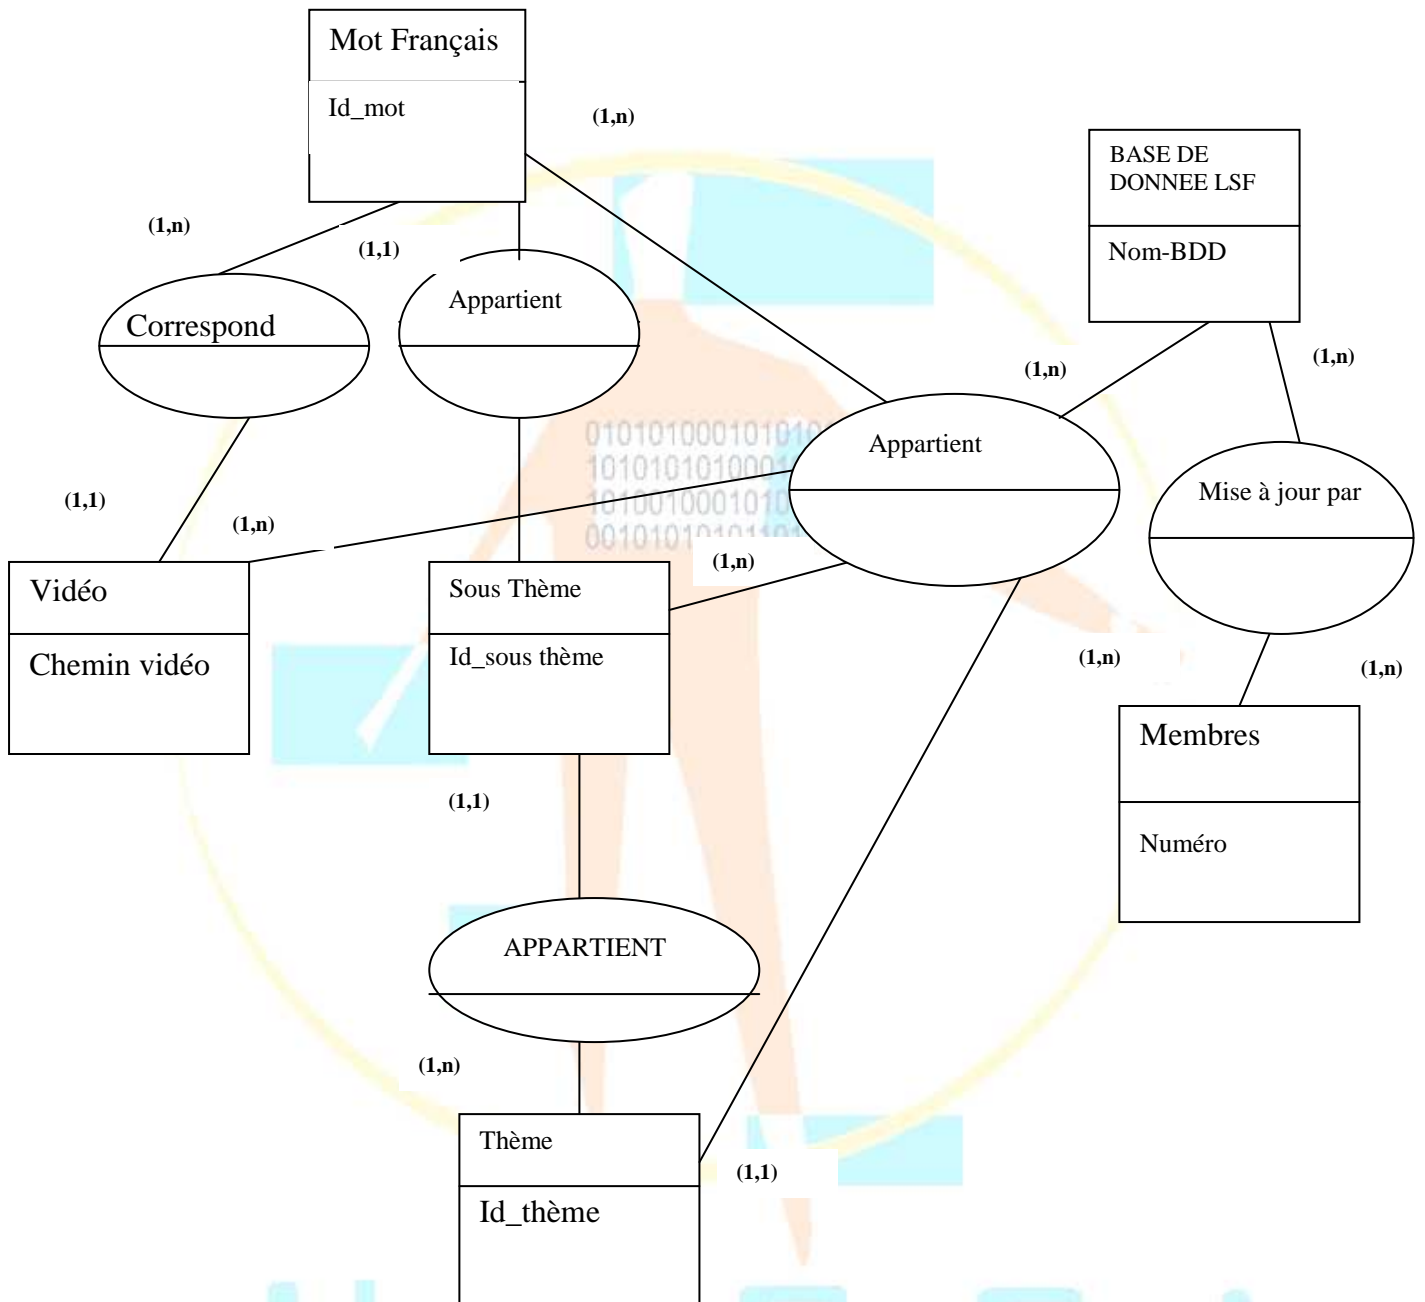 Mot Français
Id_mot
(1,n)
BASE DE
DONNEE LSF
Nom-BDD
(1,n)
(1,1)
Correspond
Appartient
(1,n)
(1,n)
Appartient
Mise à jour par
(1,1)
(1,n)
(1,n)
Vidéo
Chemin vidéo
Sous Thème
Id_sous thème
(1,n)
(1,n)
Membres
Numéro
(1,1)
APPARTIENT
(1,n)
Thème
(1,1)
Id_thème